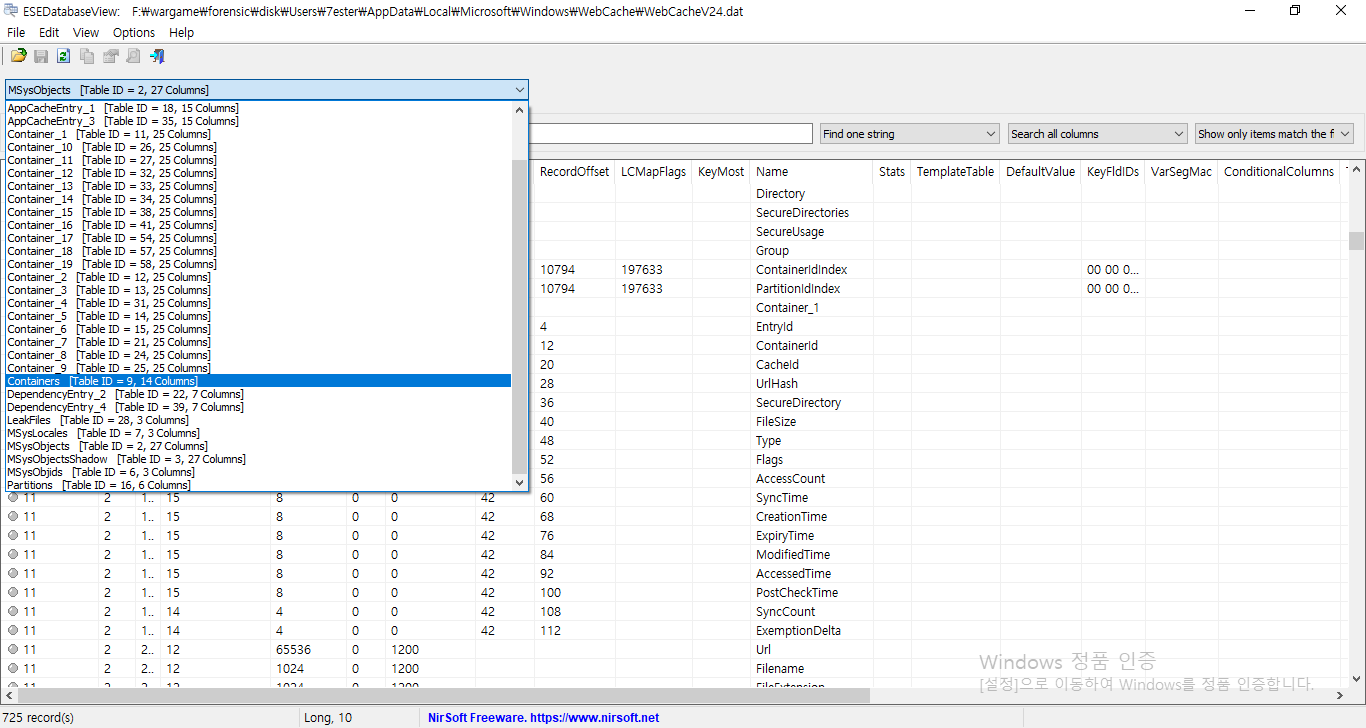 ESEDatabaseView: F:₩wargame₩forensic₩disk₩Users₩7ester₩AppData₩Local₩Microsoft₩Windows₩WebCache₩WebCacheV24.dat
File Edit View Options Help
MSysObjects [Table ID = 2, 27 Columns]
AppCacheEntry_1 [Table ID = 18, 15 Columns]
AppCacheEntry_3 [Table ID = 35, 15 Columns]
Container_1 [Table ID = 11, 25 Columns]
Container_10 [Table ID = 26, 25 Columns]
Container_11 [Table ID = 27, 25 Columns]
Container_12 [Table ID = 32, 25 Columns]
Container_13 [Table ID = 33, 25 Columns]
Container_14 [Table ID = 34, 25 Columns]
Container_15 [Table ID = 38, 25 Columns]
Container_16 [Table ID = 41, 25 Columns]
Container_17 [Table ID = 54, 25 Columns]
Container_18 [Table ID = 57, 25 Columns]
Container_19 [Table ID = 58, 25 Columns]
Container_2 [Table ID = 12, 25 Columns]
Container_3 [Table ID = 13, 25 Columns]
Container_4 [Table ID = 31, 25 Columns]
Container_5 [Table ID = 14, 25 Columns]
Container_6 [Table ID = 15, 25 Columns]
Container_7 [Table ID = 21, 25 Columns]
Container_8 [Table ID = 24, 25 Columns]
Container_9 [Table ID = 25, 25 Columns]
Containers [Table ID = 9, 14 Columns]
DependencyEntry_2 [Table ID = 22, 7 Columns]
DependencyEntry_4 [Table ID = 39, 7 Columns]
LeakFiles [Table ID = 28, 3 Columns]
MSysLocales [Table ID = 7, 3 Columns]
MSysObjects [Table ID = 2, 27 Columns]
MSysObjectsShadow [Table ID = 3, 27 Columns]
MSysObjids [Table ID = 6, 3 Columns]
Partitions [Table ID = 16, 6 Columns]
Find one string Search all columns Show only items match the f
RecordOffset LCMapFlags KeyMost Name Stats TemplateTable DefaultValue KeyFldIDs VarSegMac ConditionalColumns
Directory
SecureDirectories
SecureUsage
Group
10794 197633 ContainerIdIndex 00 00 0...
10794 197633 PartitionIdIndex 00 00 0...
Container_1
4 EntryId
12 ContainerId
20 CacheId
28 UrlHash
36 SecureDirectory
40 FileSize
48 Type
52 Flags
56 AccessCount
11 2 1.. 15 8 0 0 42 60 SyncTime
11 2 1.. 15 8 0 0 42 68 CreationTime
11 2 1.. 15 8 0 0 42 76 ExpiryTime
11 2 1.. 15 8 0 0 42 84 ModifiedTime
11 2 1.. 15 8 0 0 42 92 AccessedTime
11 2 1.. 15 8 0 0 42 100 PostCheckTime
11 2 1.. 14 4 0 0 42 108 SyncCount
11 2 1.. 14 4 0 0 42 112 ExemptionDelta
11 2 2.. 12 65536 0 1200 Url
11 2 2.. 12 1024 0 1200 Filename
11 2 2.. 12 1024 0 1200 FileExtension
Windows 정품 인증
[설정]으로 이동하여 Windows를 정품 인증합니다.
725 record(s) Long, 10 NirSoft Freeware. https://www.nirsoft.net